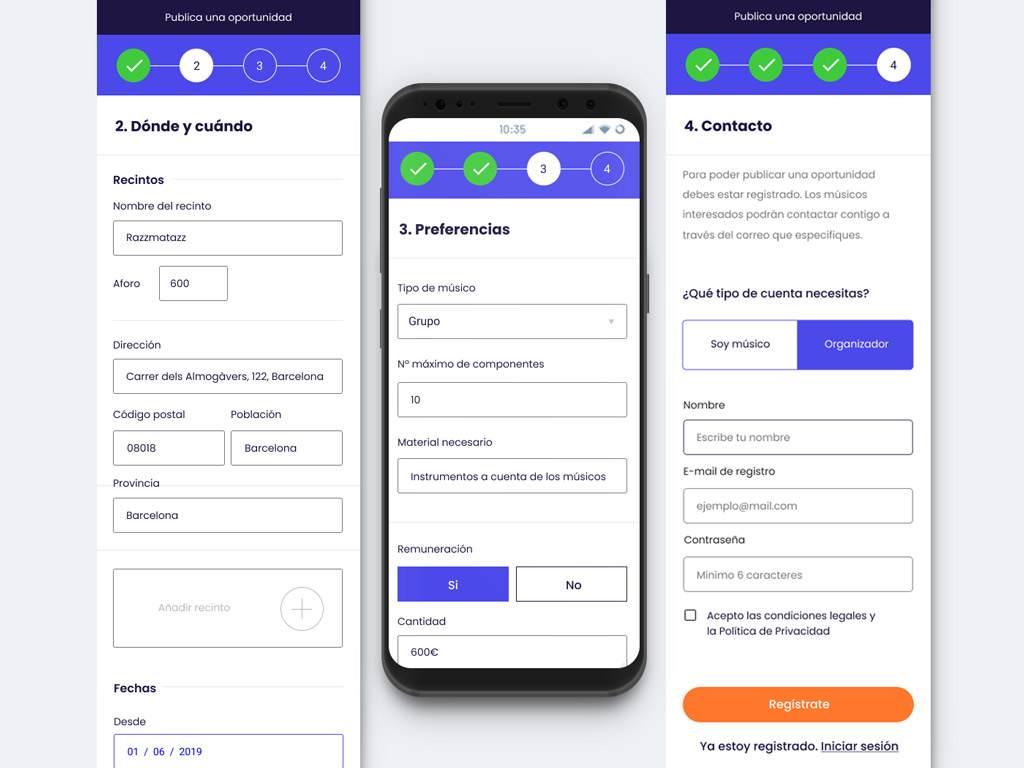 Publica una oportunidad
2 3 4
2. Dónde y cuándo
Recintos
Nombre del recinto
Razzmatazz
Aforo 600
Dirección
Carrer dels Almogàvers, 122, Barcelona
Código postal Población
08018 Barcelona
Provincia
Barcelona
Añadir recinto
Fechas
Desde
01 / 06 / 2019
10:35
3 4
3. Preferencias
Tipo de músico
Grupo
Nº máximo de componentes
10
Material necesario
Instrumentos a cuenta de los músicos
Remuneración
Si No
Cantidad
600€
Publica una oportunidad
4
4. Contacto
Para poder publicar una oportunidad
debes estar registrado. Los músicos
interesados podrán contactar contigo a
través del correo que especifiques.
¿Qué tipo de cuenta necesitas?
Soy músico Organizador
Nombre
Escribe tu nombre
E-mail de registro
ejemplo@mail.com
Contraseña
Mínimo 6 caracteres
Acepto las condiciones legales y
la Política de Privacidad
Regístrate
Ya estoy registrado. Iniciar sesión